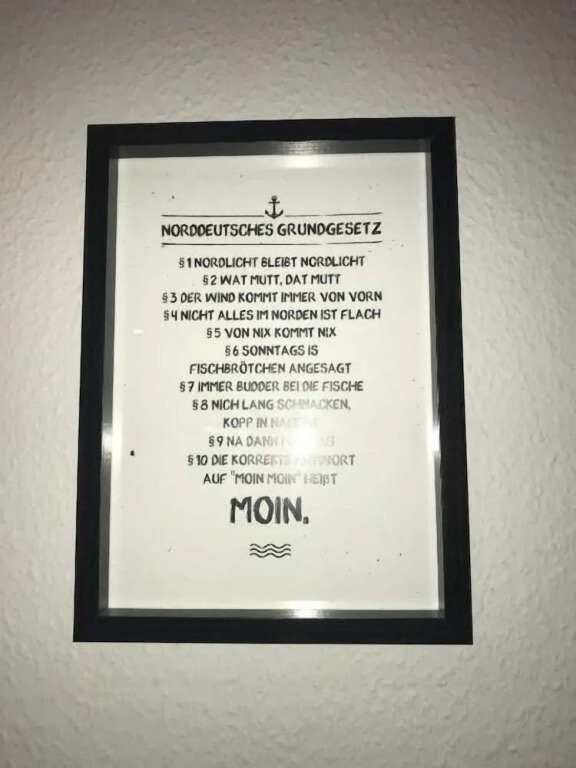 NORDDEUTSCHES GRUNDGESETZ
§1 NORDLICHT BLEIBT NORDLICHT
§2 WAT MUTT, DAT MUTT
§3 DER WIND KOMMT IMMER VON VORN
§4 NICHT ALLES IM NORDEN IST FLACH
§5 VON NIX KOMMT NIX
§6 SONNTAGS IS
FISCHBRÖTCHEN ANGESAGT
§7 IMMER BUDDER BEI DIE FISCHE
§8 NICH LANG SCHNACKEN,
KOPP IN
§9 NA DANN
§10 DIE KORREKTE ANTWORT
AUF "MOIN MOIN" HEIßT
MOIN.